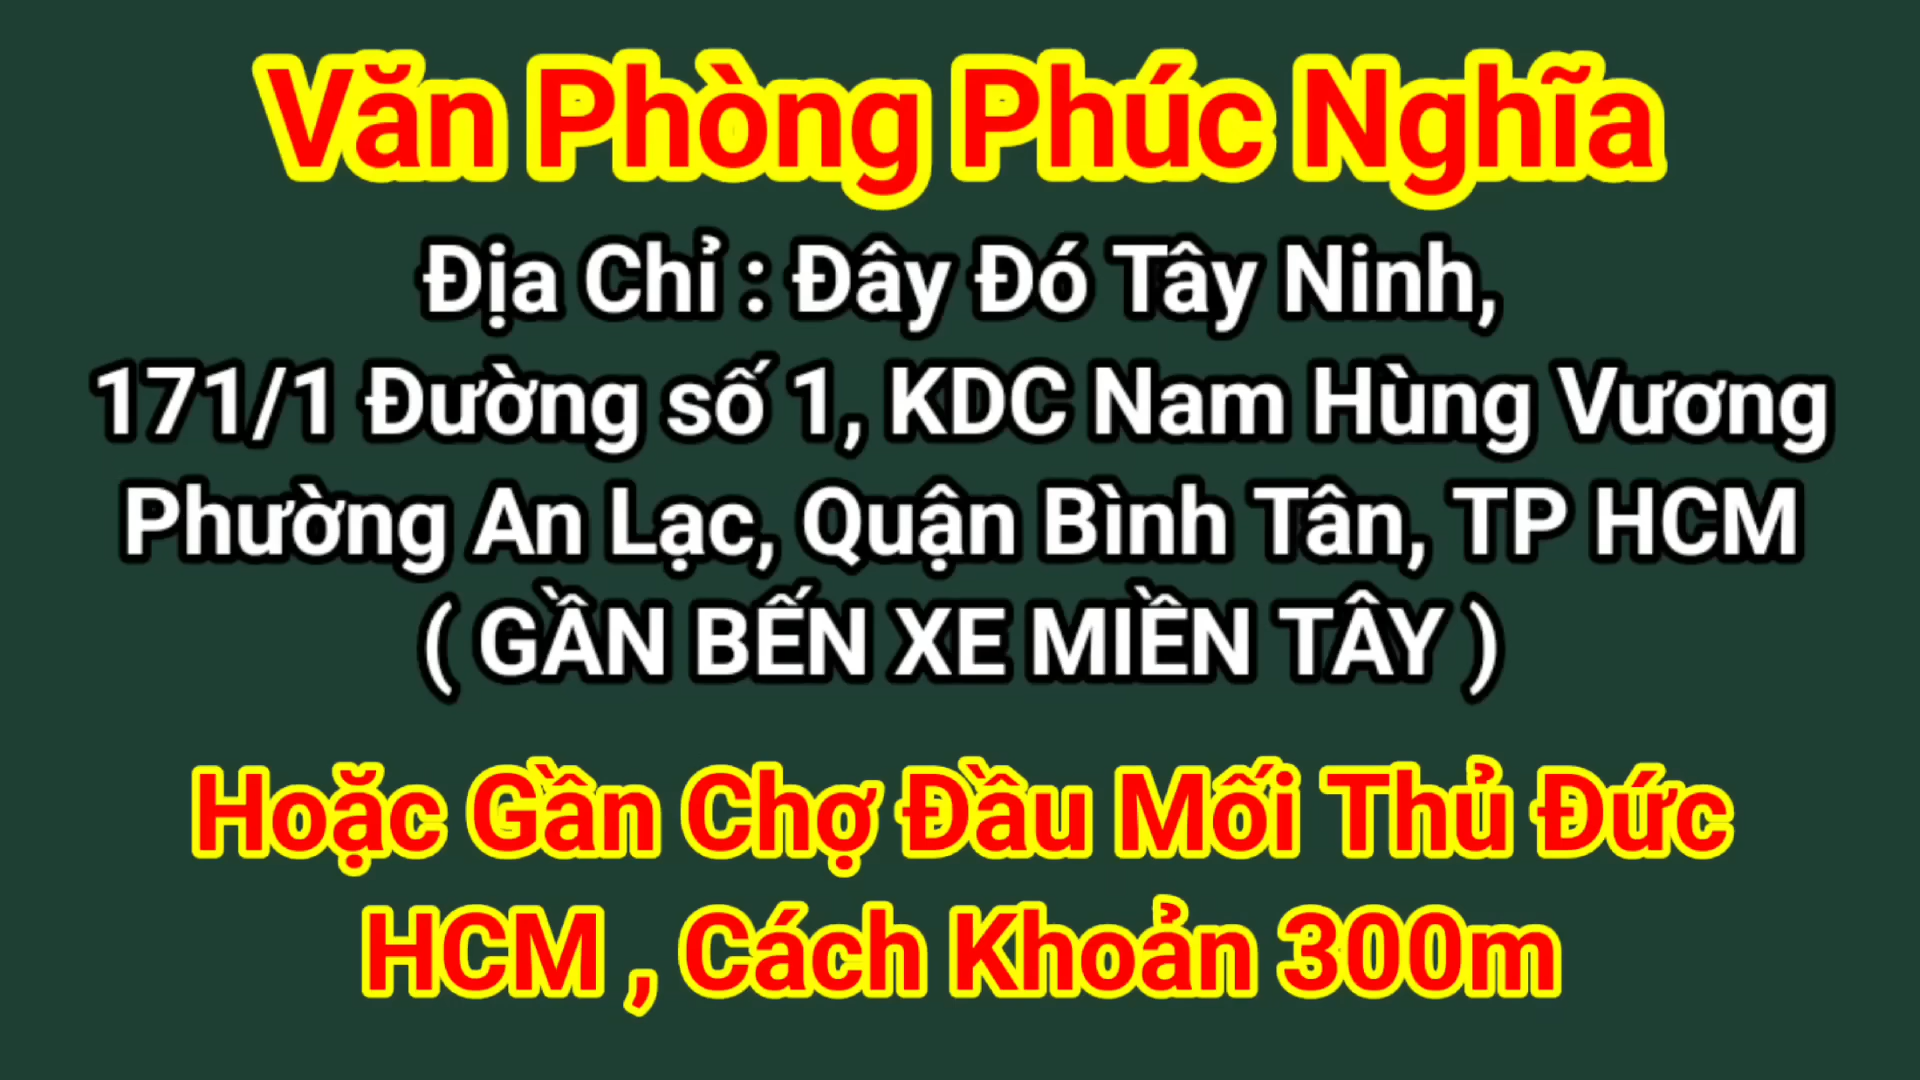 Văn Phòng Phúc Nghĩa
Địa Chỉ : Đây Đó Tây Ninh,
171/1 Đường số 1, KDC Nam Hùng Vương
Phường An Lạc, Quận Bình Tân, TP HCM
( GẦN BẾN XE MIỀN TÂY )
Hoặc Gần Chợ Đầu Mối Thủ Đức
HCM , Cách Khoản 300m